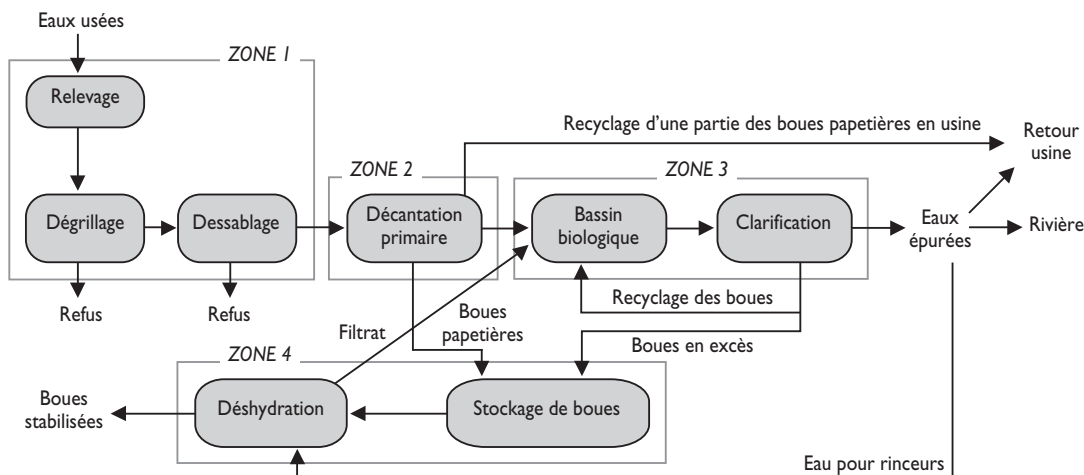 Eaux usées
ZONE 1
Relevage
Recyclage d'une partie des boues papetières en usine
Retour
usine
ZONE 2
ZONE 3
Dégrillage
Dessablage
Décantation
primaire
Bassin
biologique
Clarification
Eaux
épurées
Rivière
Refus
Refus
Filtrat
Boues
papetières
Recyclage des boues
Boues en excès
ZONE 4
Boues
stabilisées
Déshydration
Stockage de boues
Eau pour rinceurs